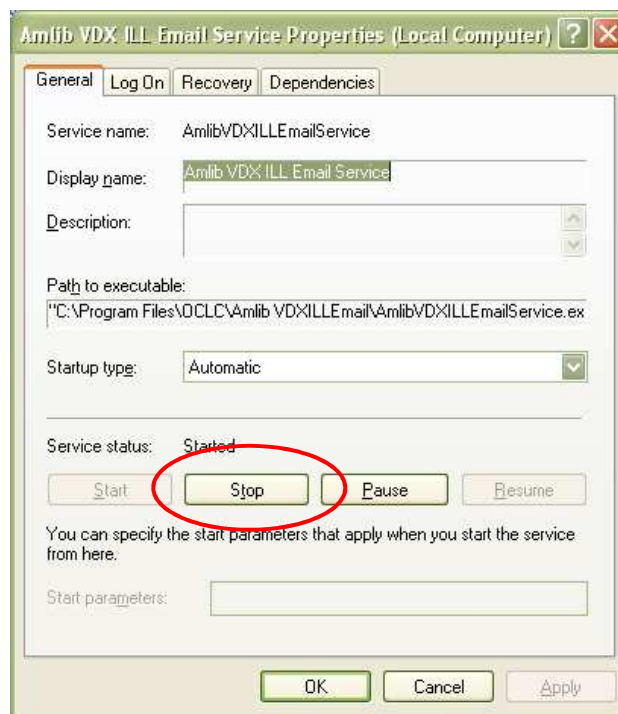 Amlib VDX ILL Email Service Properties (Local Computer)
General Log On Recovery Dependencies
Service name: AmlibVDXILLEmailService
Display name: Amlib VDX ILL Email Service
Description:
Path to executable:
"C:\Program Files\OCLC\Amlib VDXILLEmail\AmlibVDXILLEmailService.ex
Startup type: Automatic
Service status: Started
Start Stop Pause Resume
You can specify the start parameters that apply when you start the service
from here.
Start parameters:
OK Cancel Apply